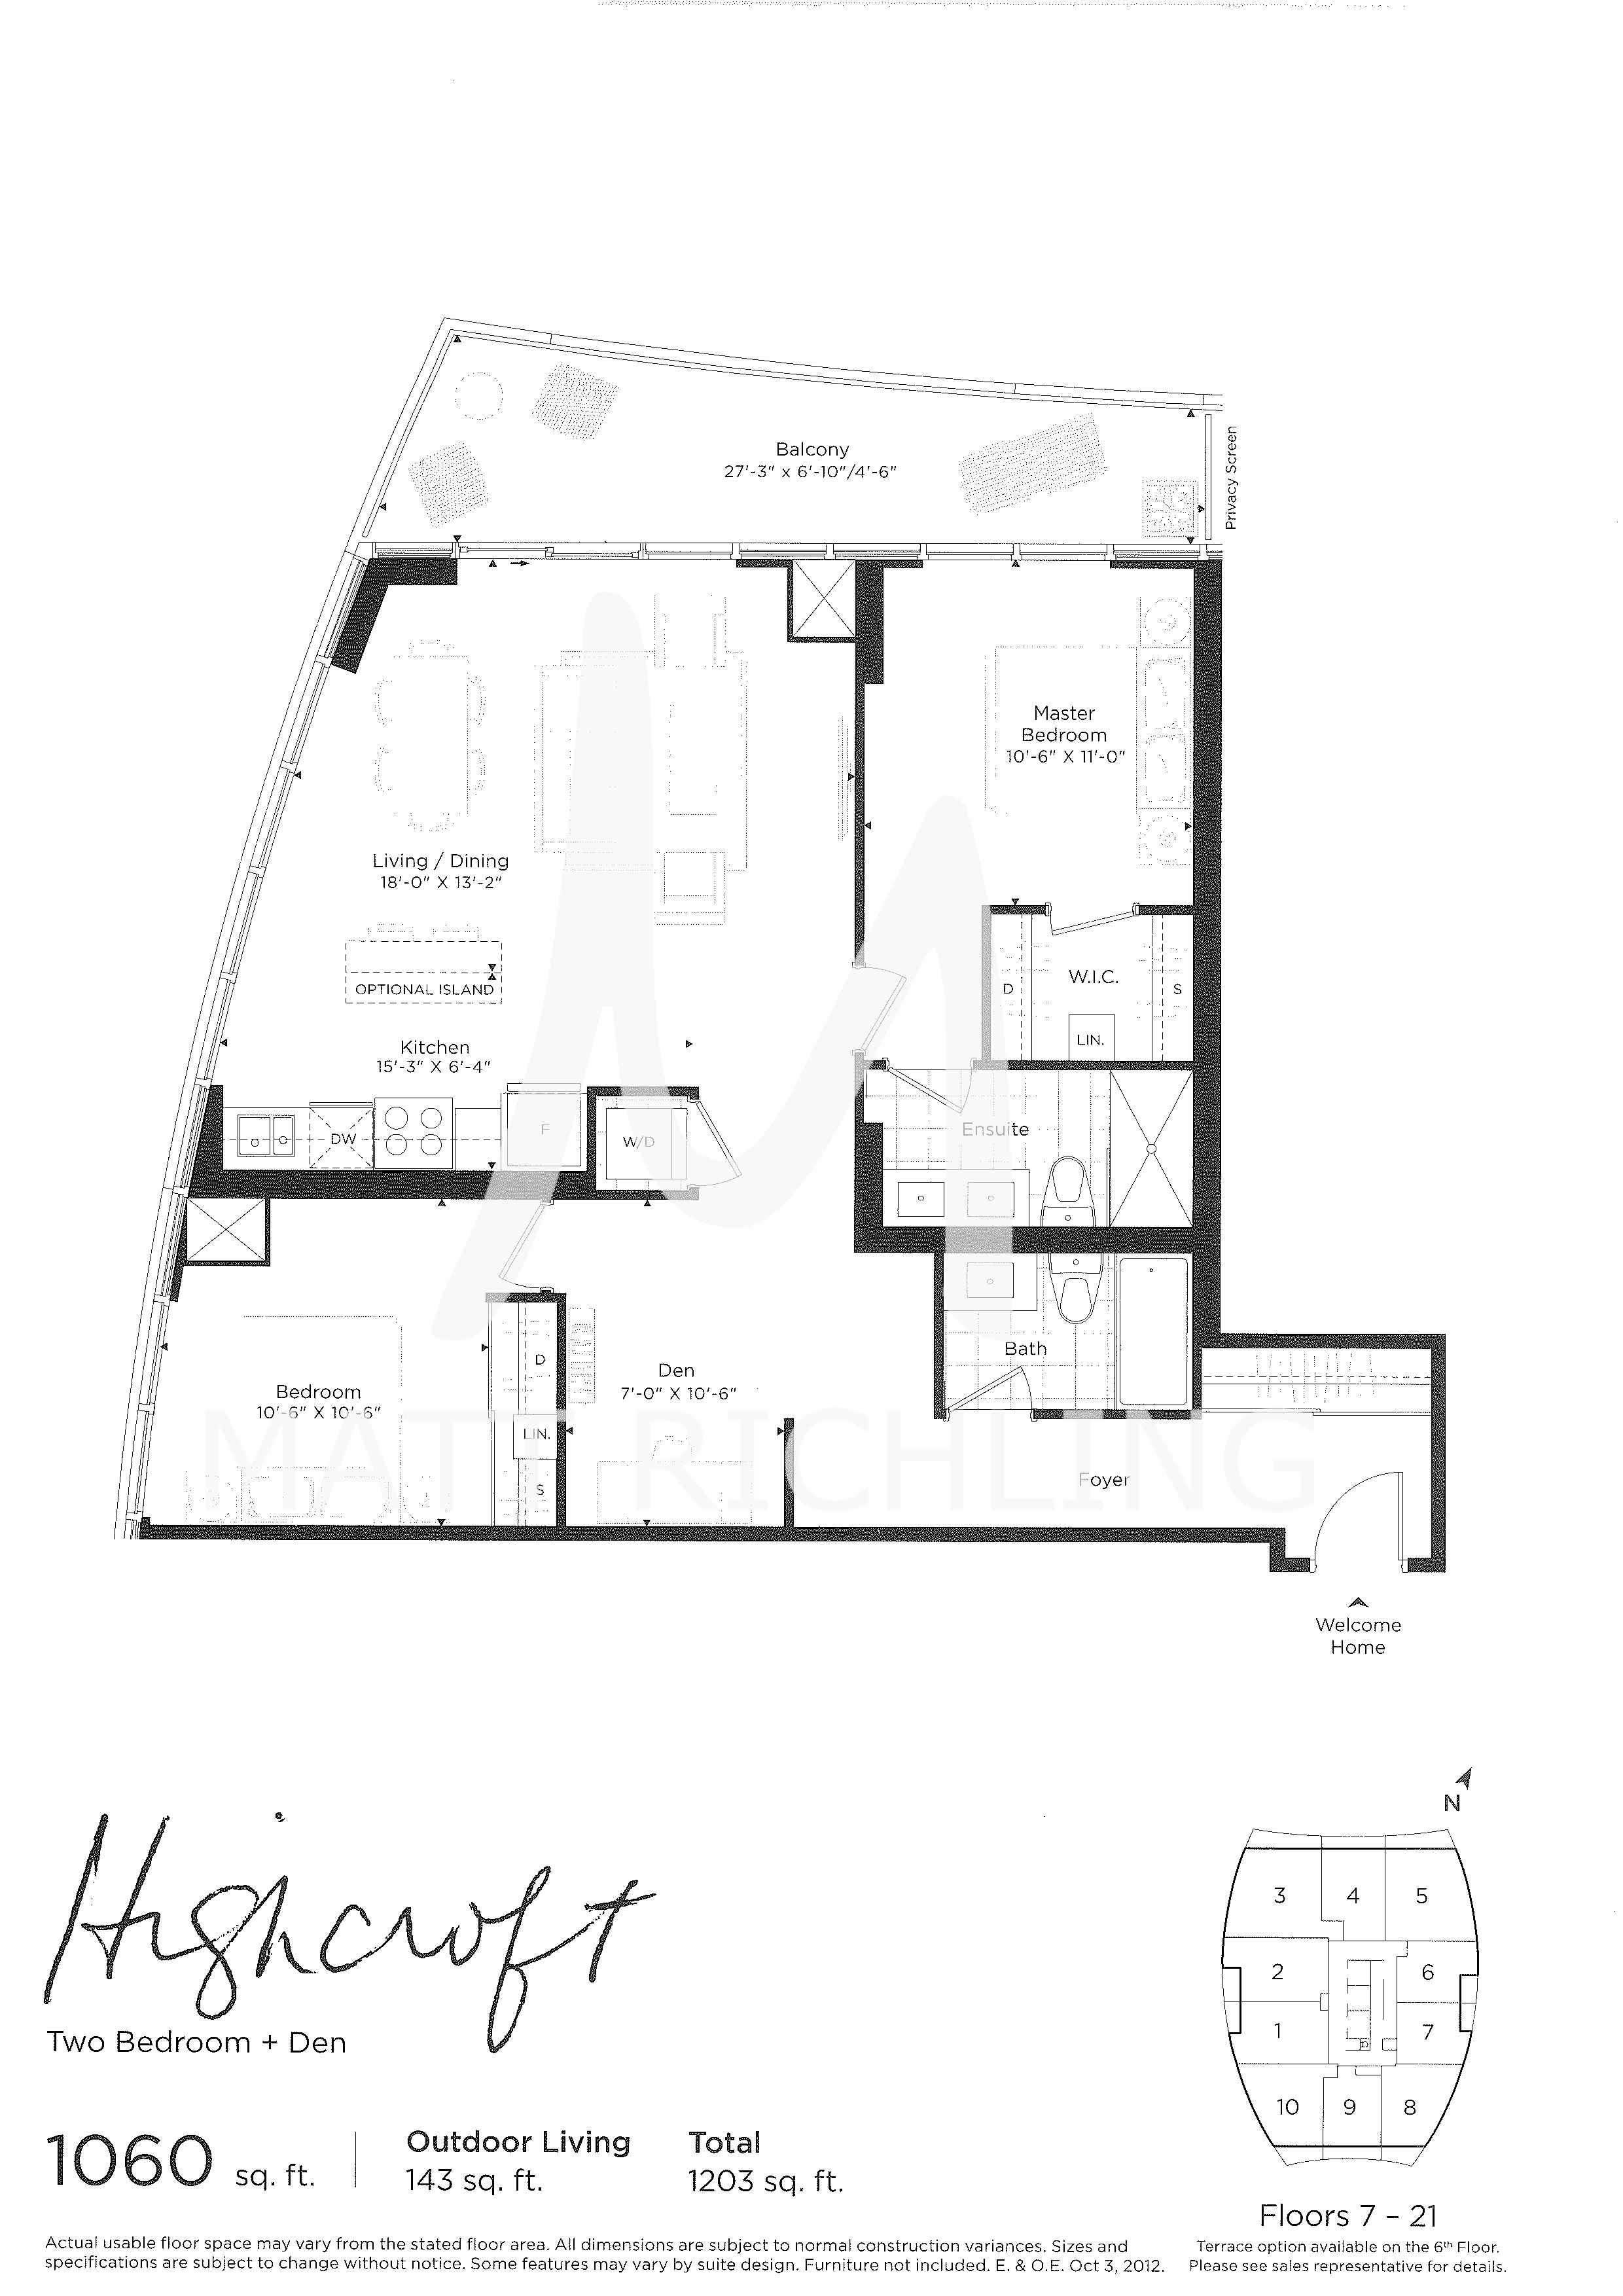 Balcony
27'-3" x 6'-10"/4'-6"
Privacy Screen
Master
Bedroom
10'-6" X 11'-0"
Living / Dining
18'-0" X 13'-2"
OPTIONAL ISLAND
D
W.I.C.
S
LIN.
Kitchen
15'-3" X 6'-4"
DW
F
W/D
Ensuite
Bath
D
Den
7'-0" X 10'-6"
Bedroom
10'-6" X 10'-6"
LIN.
S
MATT RICHLING
Foyer
Welcome
Home
N
3
4
5
2
6
1
7
10
9
8
Highcroft
Two Bedroom + Den
1060 sq. ft.
Outdoor Living
143 sq. ft.
Total
1203 sq. ft.
Floors 7 – 21
Actual usable floor space may vary from the stated floor area. All dimensions are subject to normal construction variances. Sizes and
specifications are subject to change without notice. Some features may vary by suite design. Furniture not included. E. & O.E. Oct 3, 2012.
Terrace option available on the 6th Floor.
Please see sales representative for details.